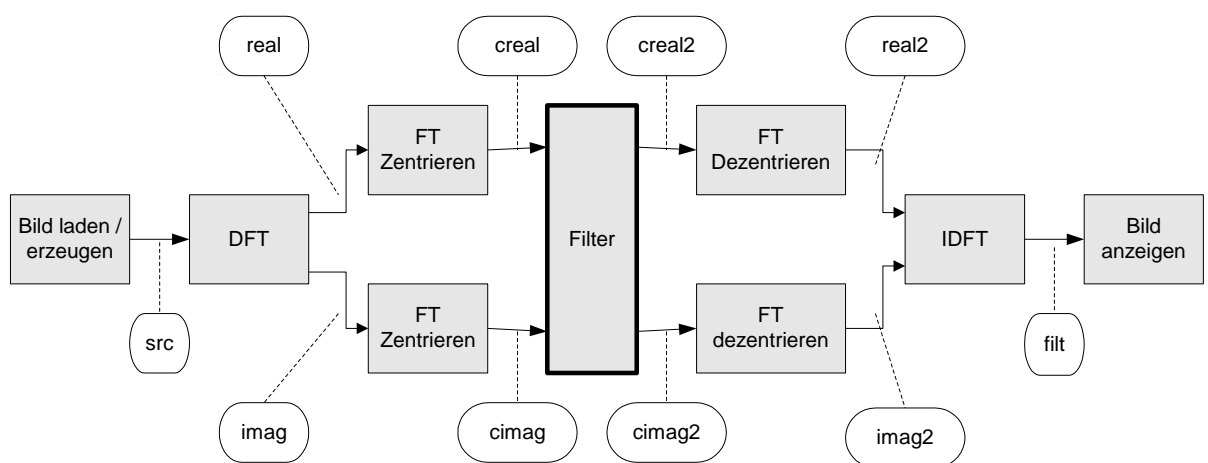 real
creal
creal2
real2
FT
Zentrieren
FT
Dezentrieren
Bild laden /
erzeugen
DFT
Filter
IDFT
Bild
anzeigen
FT
Zentrieren
FT
dezentrieren
src
filt
imag
cimag
cimag2
imag2